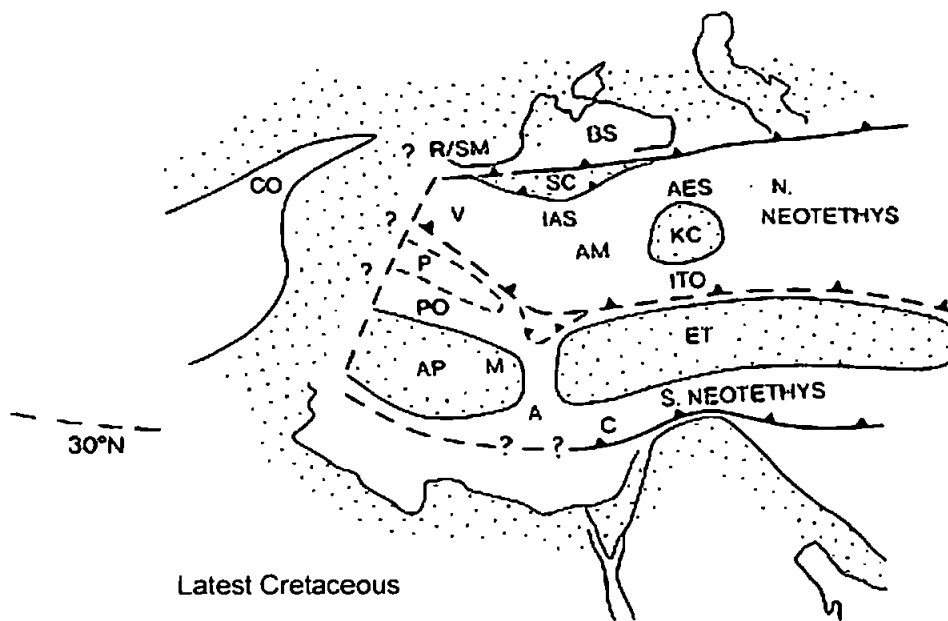 BS
? R/SM
CO
SC
AES N.
V
IAS
NEOTETHYS
?
KC
AM
P
?
ITO
PO
ET
AP M
S. NEOTETHYS
A
C
30°N
? ?
Latest Cretaceous